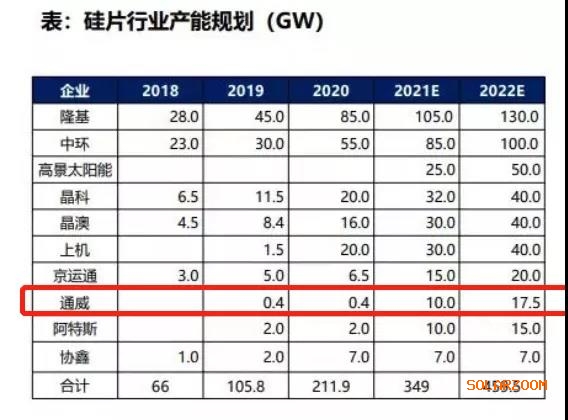 表：硅片行业产能规划（GW）
企业 2018 2019 2020 2021E 2022E
隆基 28.0 45.0 85.0 105.0 130.0
中环 23.0 30.0 55.0 85.0 100.0
高景太阳能 25.0 50.0
晶科 6.5 11.5 20.0 32.0 40.0
晶澳 4.5 8.4 16.0 30.0 40.0
上机 1.5 20.0 30.0 40.0
京运通 3.0 5.0 6.5 15.0 20.0
通威 0.4 0.4 10.0 17.5
阿特斯 2.0 2.0 10.0 15.0
协鑫 1.0 2.0 7.0 7.0 7.0
合计 66 105.8 211.9 349